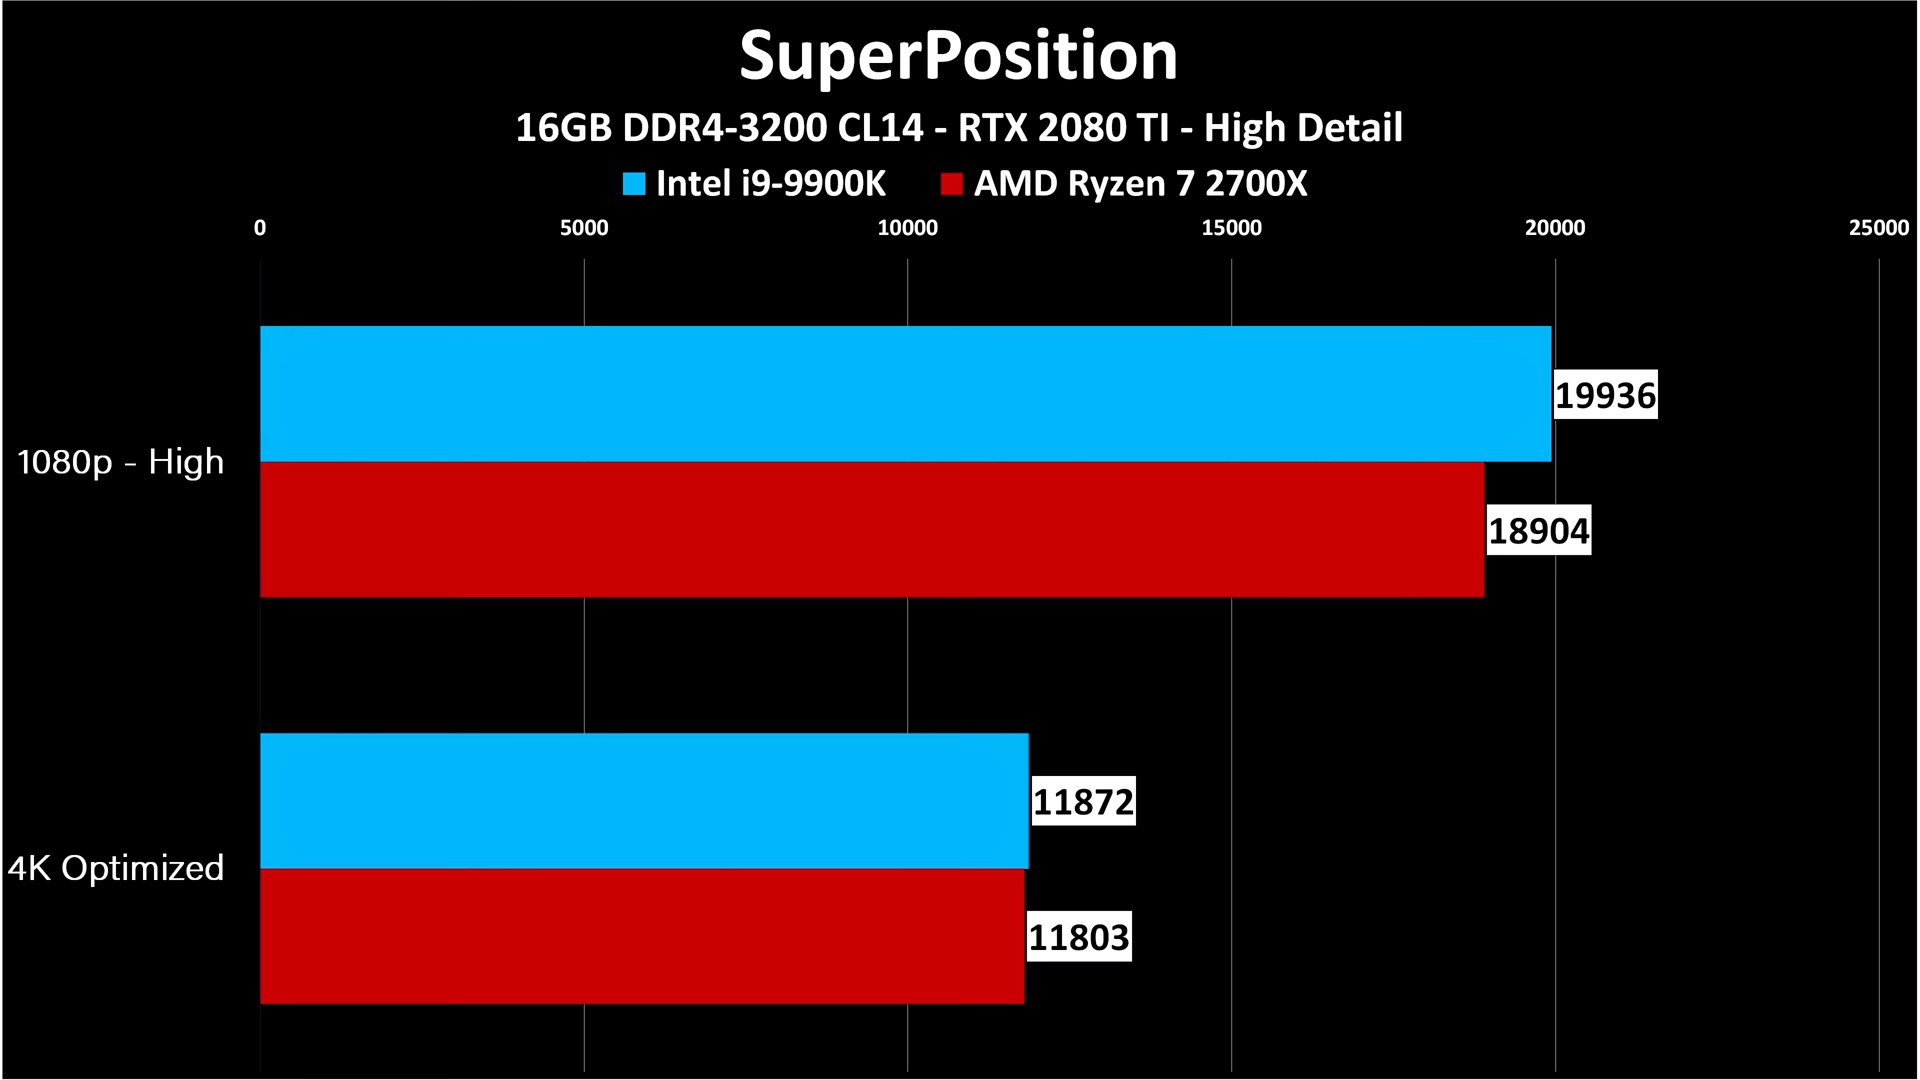 SuperPosition
16GB DDR4-3200 CL14 - RTX 2080 TI - High Detail
Intel i9-9900K AMD Ryzen 7 2700X
0 5000 10000 15000 20000 25000
19936
1080p - High
18904
11872
4K Optimized
11803